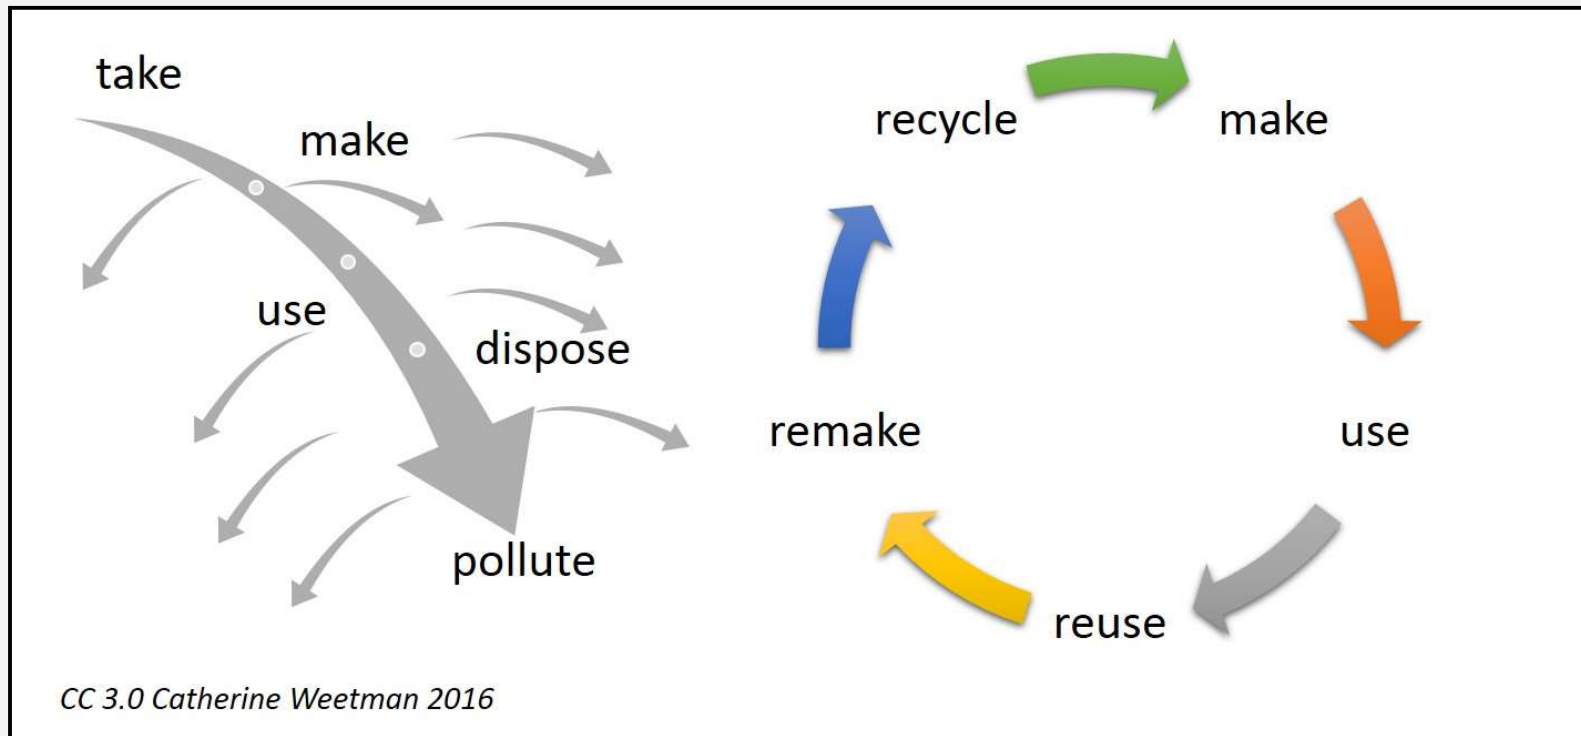 take
make
use
dispose
pollute
recycle
make
use
reuse
remake
CC 3.0 Catherine Weetman 2016